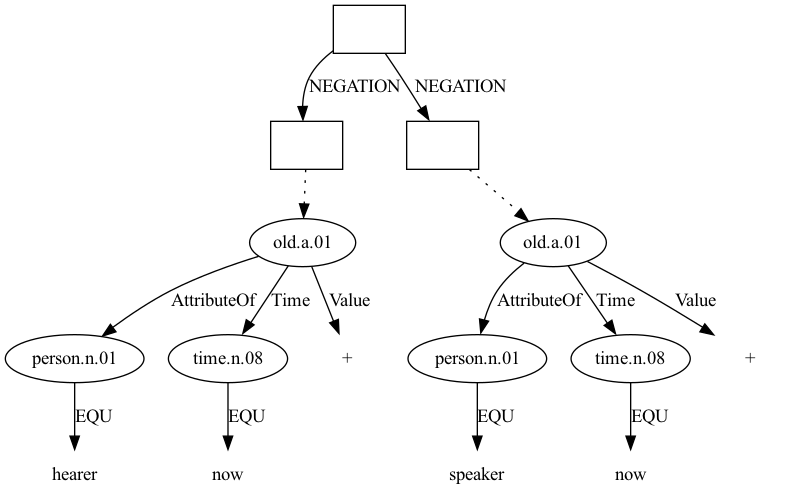 NEGATION NEGATION
old.a.01 old.a.01
AttributeOf Time Value AttributeOf Time Value
person.n.01 time.n.08 + person.n.01 time.n.08 +
EQU EQU EQU EQU
hearer now speaker now